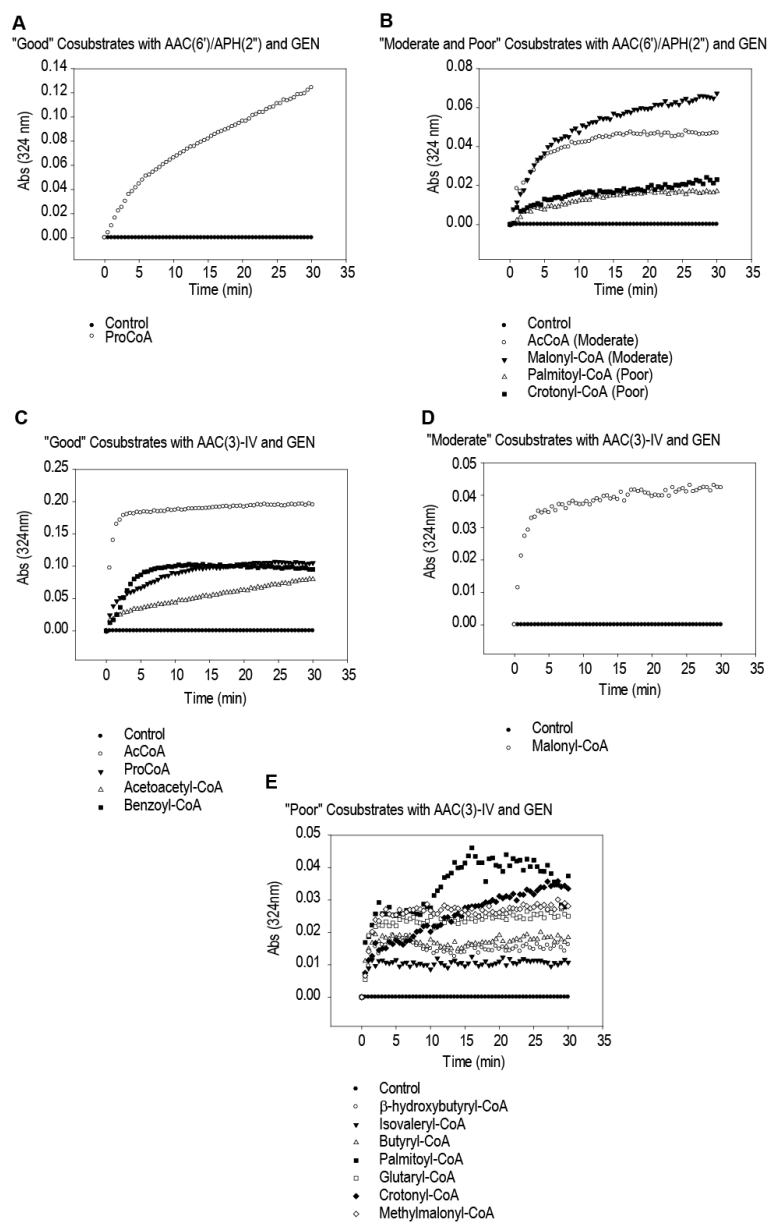 A
"Good" Cosubstrates with AAC(6')/APH(2") and GEN
0.14
0.12
0.10
0.08
0.06
0.04
0.02
0.00
Abs (324 nm)
0 5 10 15 20 25 30 35
Time (min)
Control
ProCoA
B
"Moderate and Poor" Cosubstrates with AAC(6')/APH(2") and GEN
0.08
0.06
0.04
0.02
0.00
Abs (324 nm)
0 5 10 15 20 25 30 35
Time (min)
Control
AcCoA (Moderate)
Malonyl-CoA (Moderate)
Palmitoyl-CoA (Poor)
Crotonyl-CoA (Poor)
C
"Good" Cosubstrates with AAC(3)-IV and GEN
0.25
0.20
0.15
0.10
0.05
0.00
Abs (324nm)
0 5 10 15 20 25 30 35
Time (min)
Control
AcCoA
ProCoA
Acetoacetyl-CoA
Benzoyl-CoA
D
"Moderate" Cosubstrates with AAC(3)-IV and GEN
0.05
0.04
0.03
0.02
0.01
0.00
Abs (324nm)
0 5 10 15 20 25 30 35
Time (min)
Control
Malonyl-CoA
E
"Poor" Cosubstrates with AAC(3)-IV and GEN
0.05
0.04
0.03
0.02
0.01
0.00
Abs (324nm)
0 5 10 15 20 25 30 35
Time (min)
Control
β-hydroxybutyryl-CoA
Isovaleryl-CoA
Butyryl-CoA
Palmitoyl-CoA
Glutaryl-CoA
Crotonyl-CoA
Methylmalonyl-CoA